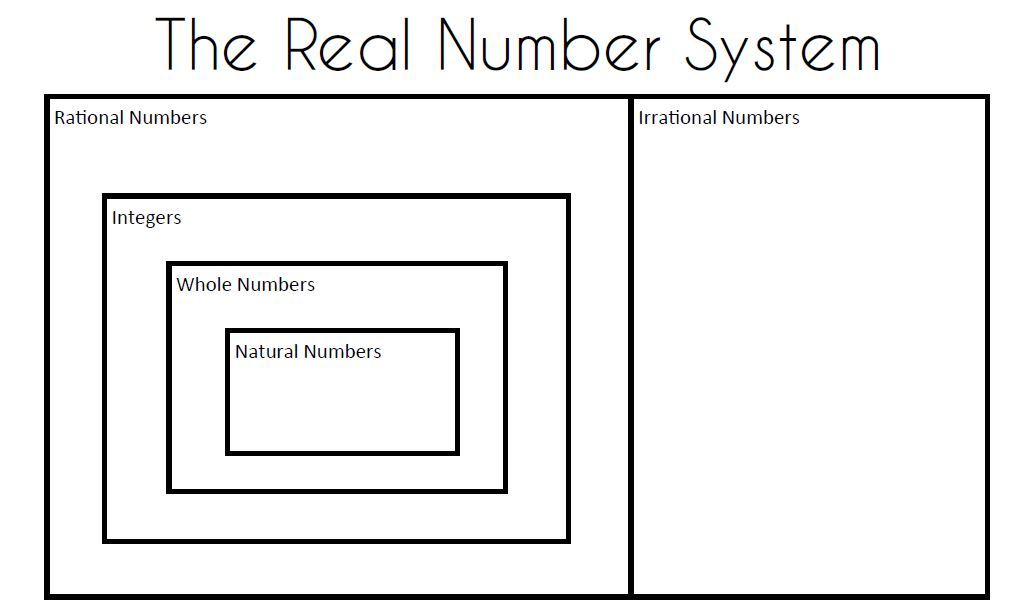 The Real Number System
Rational Numbers
Irrational Numbers
Integers
Whole Numbers
Natural Numbers